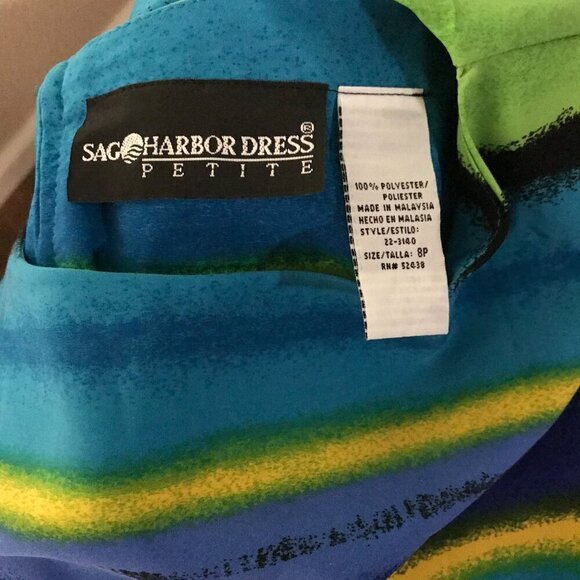 SAG HARBOR DRESS®
PETITE
100% POLYESTER/
POLIESTER
MADE IN MALAYSIA
HECHO EN MALASIA
STYLE/ESTILO:
22-3140
SIZE/TALLA: 8P
RN# 52438